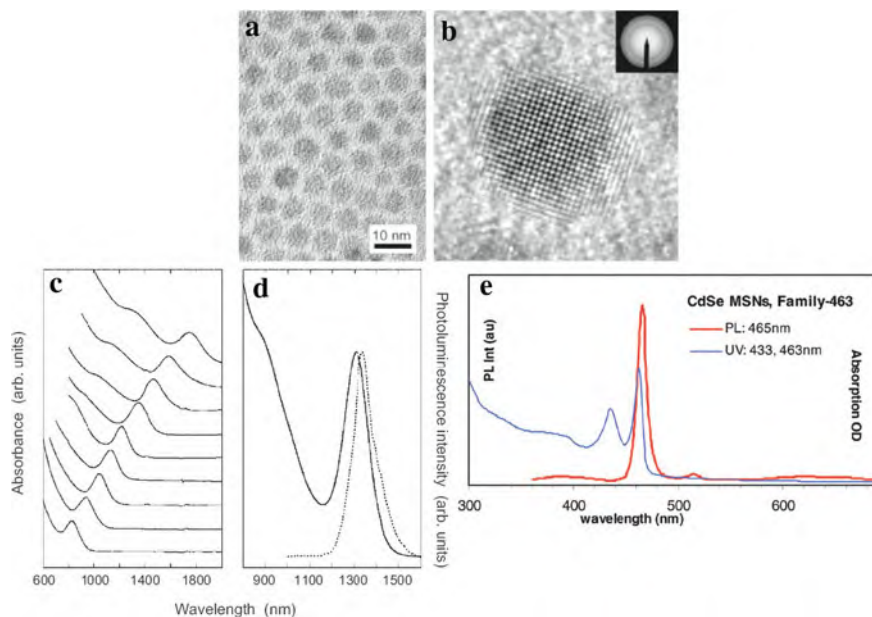 a
b
10 nm
c
d
e
Absorbance (arb. units)
600 1000 1400 1800
900 1100 1300 1500
Wavelength (nm)
Photoluminescence intensity (arb. units)
PL Int (au)
CdSe MSNs, Family-463
PL: 465nm
UV: 433, 463nm
Absorption OD
300 400 500 600
wavelength (nm)